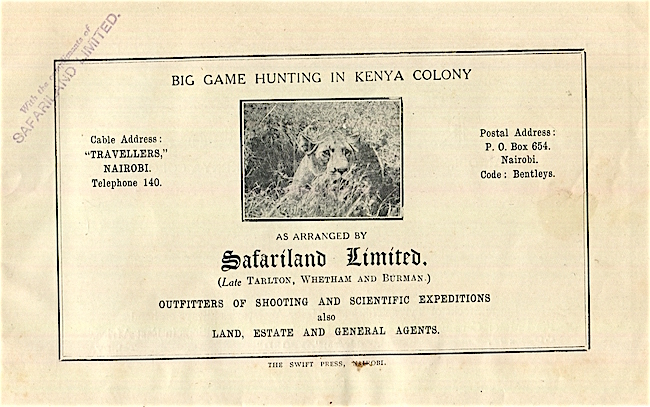 With the compliments of
SAFARILAND LIMITED.
BIG GAME HUNTING IN KENYA COLONY
Cable Address:
"TRAVELLERS,"
NAIROBI.
Telephone 140.
Postal Address:
P. O. Box 654.
Nairobi.
Code: Bentleys.
AS ARRANGED BY
Safariland Limited.
(Late TARLTON, WHETHAM AND BURMAN.)
OUTFITTERS OF SHOOTING AND SCIENTIFIC EXPEDITIONS
also
LAND, ESTATE AND GENERAL AGENTS.
THE SWIFT PRESS, NAIROBI.